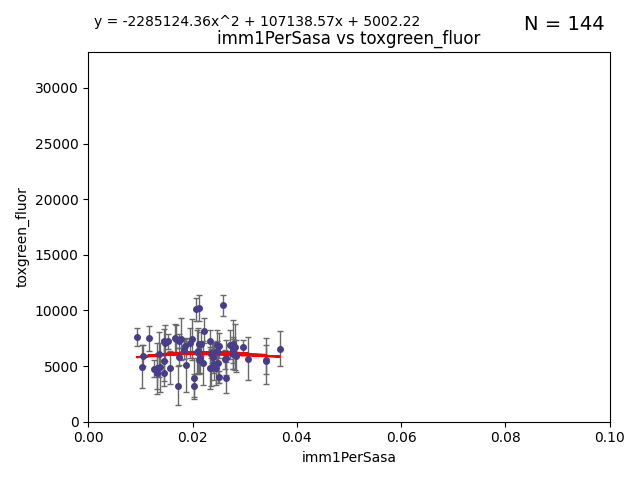 y = -2285124.36x^2 + 107138.57x + 5002.22
N = 144
imm1PerSasa vs toxgreen_fluor
30000
25000
20000
15000
10000
5000
0
toxgreen_fluor
0.00 0.02 0.04 0.06 0.08 0.10
imm1PerSasa